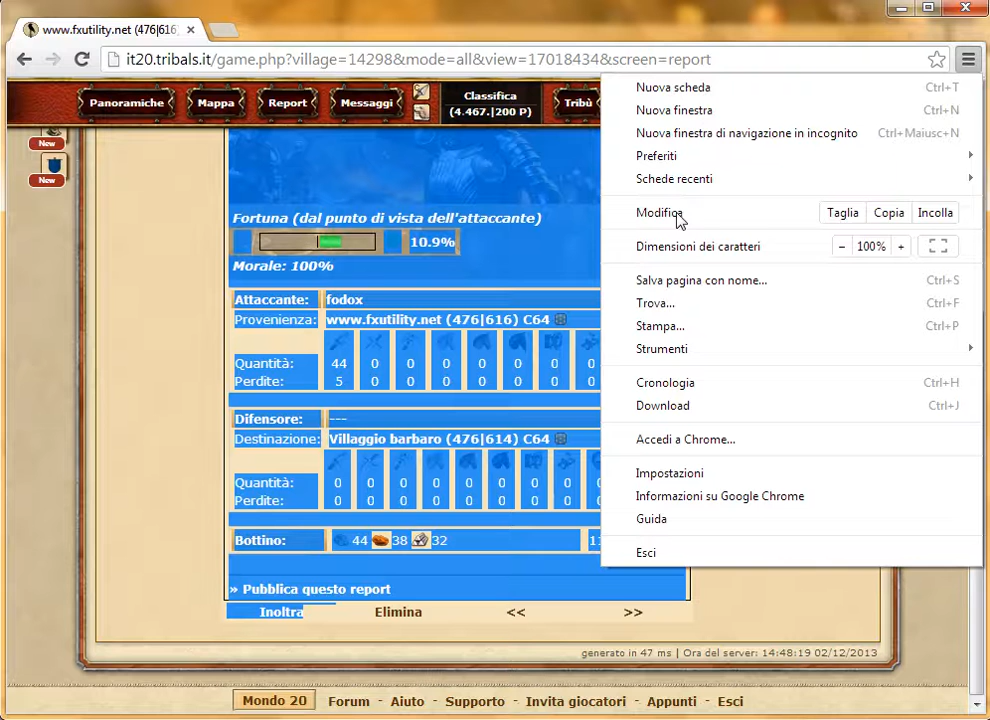 www.fxutility.net (476|616)
it20.tribals.it/game.php?village=14298&mode=all&view=17018434&screen=report
Panoramiche Mappa Report Messaggi Classifica (4.467.|200 P) Tribù
New
New
Fortuna (dal punto di vista dell'attaccante)
10.9%
Morale: 100%
Attaccante: fodox
Provenienza: www.fxutility.net (476|616) C64
Quantità: 44 0 0 0 0 0 0 0
Perdite: 5 0 0 0 0 0 0 0
Difensore: ---
Destinazione: Villaggio barbaro (476|614) C64
Quantità: 0 0 0 0 0 0 0 0
Perdite: 0 0 0 0 0 0 0 0
Bottino: 44 38 32
» Pubblica questo report
Inoltra Elimina << >>
generato in 47 ms | Ora del server: 14:48:19 02/12/2013
Mondo 20 Forum - Aiuto - Supporto - Invita giocatori - Appunti - Esci
Nuova scheda Ctrl+T
Nuova finestra Ctrl+N
Nuova finestra di navigazione in incognito Ctrl+Maiusc+N
Preferiti
Schede recenti
Modifica Taglia Copia Incolla
Dimensioni dei caratteri − 100% +
Salva pagina con nome... Ctrl+S
Trova... Ctrl+F
Stampa... Ctrl+P
Strumenti
Cronologia Ctrl+H
Download Ctrl+J
Accedi a Chrome...
Impostazioni
Informazioni su Google Chrome
Guida
Esci